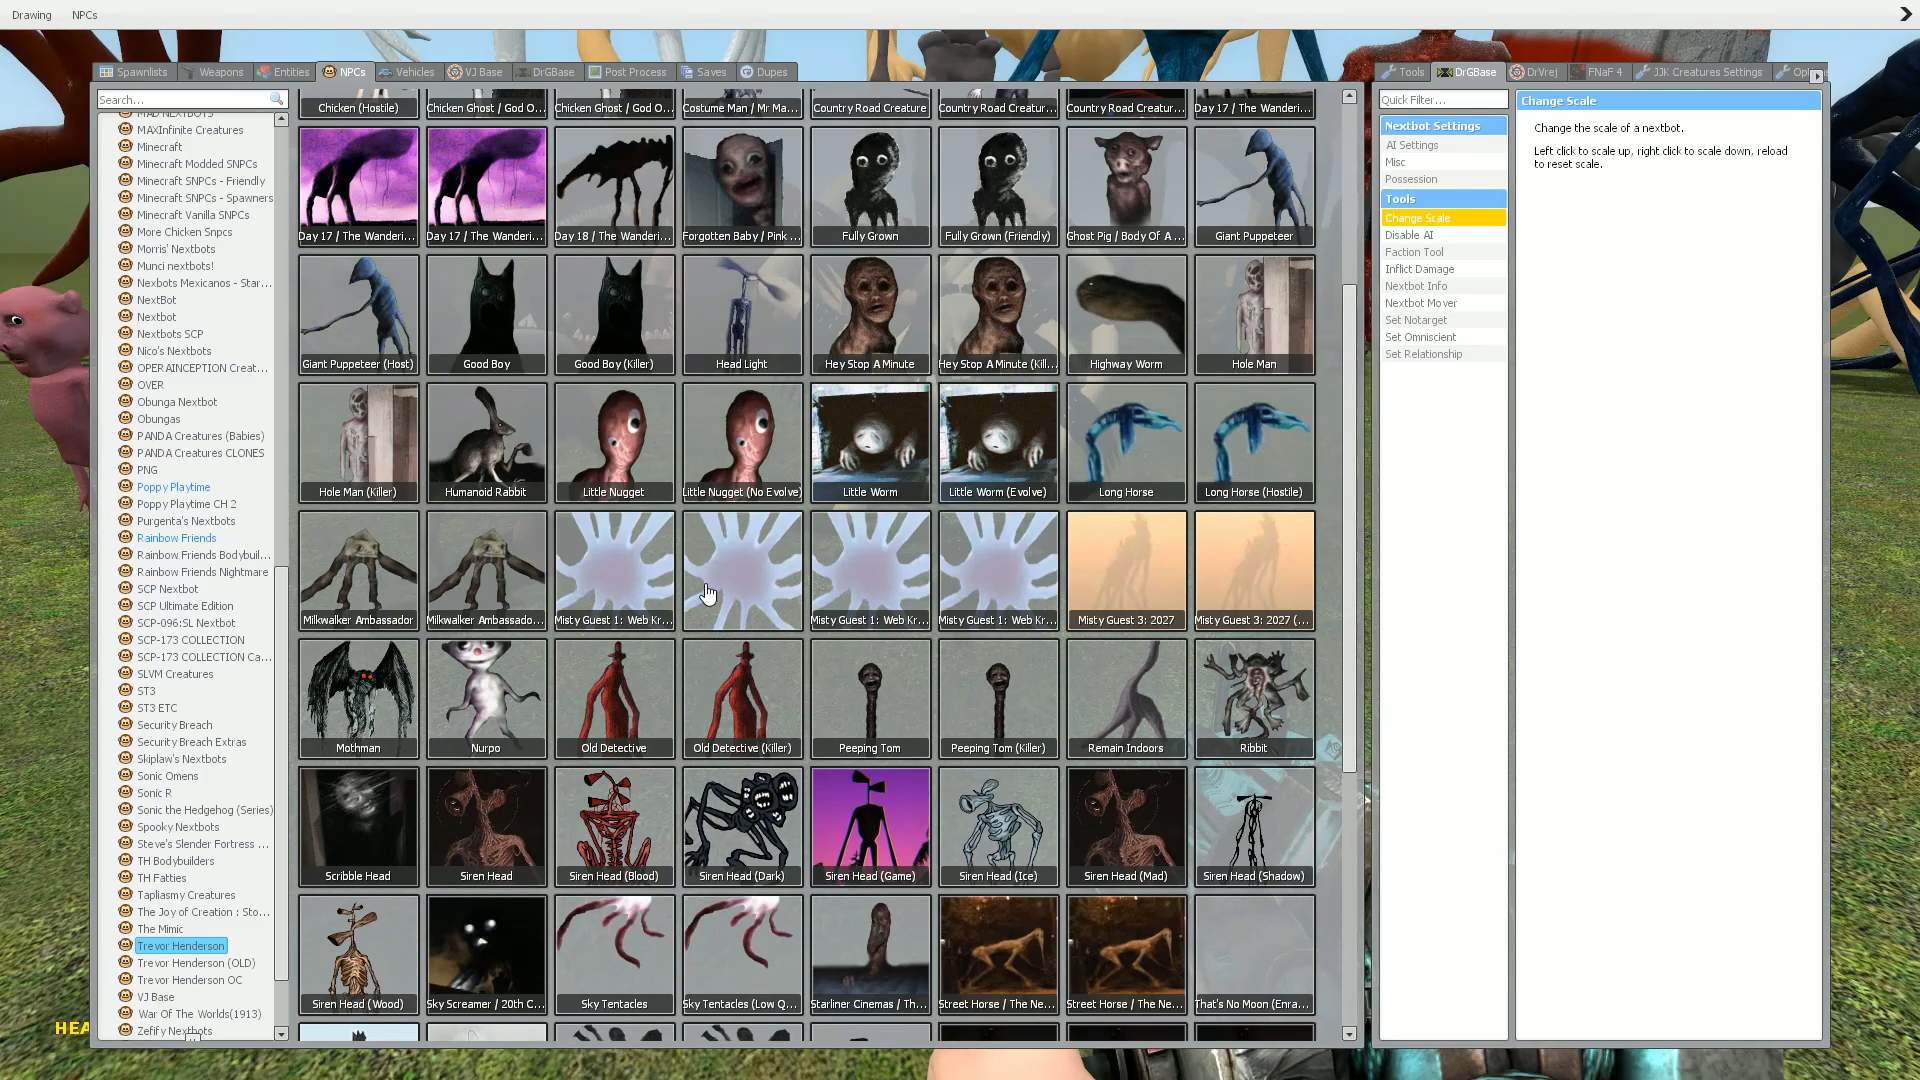 Drawing NPCs
Spawnlists Weapons Entities NPCs Vehicles VJ Base DrGBase Post Process Saves Dupes
Tools DrGBase DrVrej FNaF 4 JJK Creatures Settings
Search...
MAD NEXTBOTS
MAXInfinite Creatures
Minecraft
Minecraft Modded SNPCs
Minecraft SNPCs - Friendly
Minecraft SNPCs - Spawners
Minecraft Vanilla SNPCs
More Chicken Snpcs
Morris' Nextbots
Munci nextbots!
Nexbots Mexicanos - Star...
NextBot
Nextbot
Nextbots SCP
Nico's Nextbots
OPERAINCEPTION Creat...
OVER
Obunga Nextbot
Obungas
PANDA Creatures (Babies)
PANDA Creatures CLONES
PNG
Poppy Playtime
Poppy Playtime CH 2
Purgenta's Nextbots
Rainbow Friends
Rainbow Friends Bodybuil...
Rainbow Friends Nightmare
SCP Nextbot
SCP Ultimate Edition
SCP-096:SL Nextbot
SCP-173 COLLECTION
SCP-173 COLLECTION Ca...
SLVM Creatures
ST3
ST3 ETC
Security Breach
Security Breach Extras
Skiplaw's Nextbots
Sonic Omens
Sonic R
Sonic the Hedgehog (Series)
Spooky Nextbots
Steve's Slender Fortress ...
TH Bodybuilders
TH Fatties
Tapliasmy Creatures
The Joy of Creation : Sto...
The Mimic
Trevor Henderson
Trevor Henderson (OLD)
Trevor Henderson OC
VJ Base
War Of The Worlds(1913)
Zefify Nextbots
Chicken (Hostile) Chicken Ghost / God O... Chicken Ghost / God O... Costume Man / Mr Ma... Country Road Creature Country Road Creatur... Country Road Creatur... Day 17 / The Wanderi...
Day 17 / The Wanderi... Day 17 / The Wanderi... Day 18 / The Wanderi... Forgotten Baby / Pink ... Fully Grown Fully Grown (Friendly) Ghost Pig / Body Of A ... Giant Puppeteer
Giant Puppeteer (Host) Good Boy Good Boy (Killer) Head Light Hey Stop A Minute Hey Stop A Minute (Kill... Highway Worm Hole Man
Hole Man (Killer) Humanoid Rabbit Little Nugget Little Nugget (No Evolve) Little Worm Little Worm (Evolve) Long Horse Long Horse (Hostile)
Milkwalker Ambassador Milkwalker Ambassado... Misty Guest 1: Web Kr... Misty Guest 1: Web Kr... Misty Guest 1: Web Kr... Misty Guest 3: 2027 Misty Guest 3: 2027 (...
Mothman Nurpo Old Detective Old Detective (Killer) Peeping Tom Peeping Tom (Killer) Remain Indoors Ribbit
Scribble Head Siren Head Siren Head (Blood) Siren Head (Dark) Siren Head (Game) Siren Head (Ice) Siren Head (Mad) Siren Head (Shadow)
Siren Head (Wood) Sky Screamer / 20th C... Sky Tentacles Sky Tentacles (Low Q... Starliner Cinemas / Th... Street Horse / The Ne... Street Horse / The Ne... That's No Moon (Enra...
Quick Filter...
Nextbot Settings
AI Settings
Misc
Possession
Tools
Change Scale
Disable AI
Faction Tool
Inflict Damage
Nextbot Info
Nextbot Mover
Set Notarget
Set Omniscient
Set Relationship
Change Scale
Change the scale of a nextbot.
Left click to scale up, right click to scale down, reload
to reset scale.
HEA